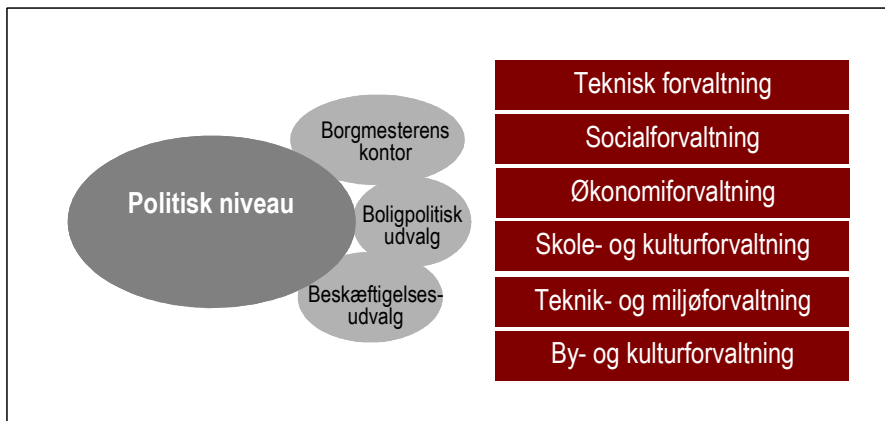 Politisk niveau
Borgmesterens
kontor
Boligpolitisk
udvalg
Beskæftigelses-
udvalg
Teknisk forvaltning
Socialforvaltning
Økonomiforvaltning
Skole- og kulturforvaltning
Teknik- og miljøforvaltning
By- og kulturforvaltning